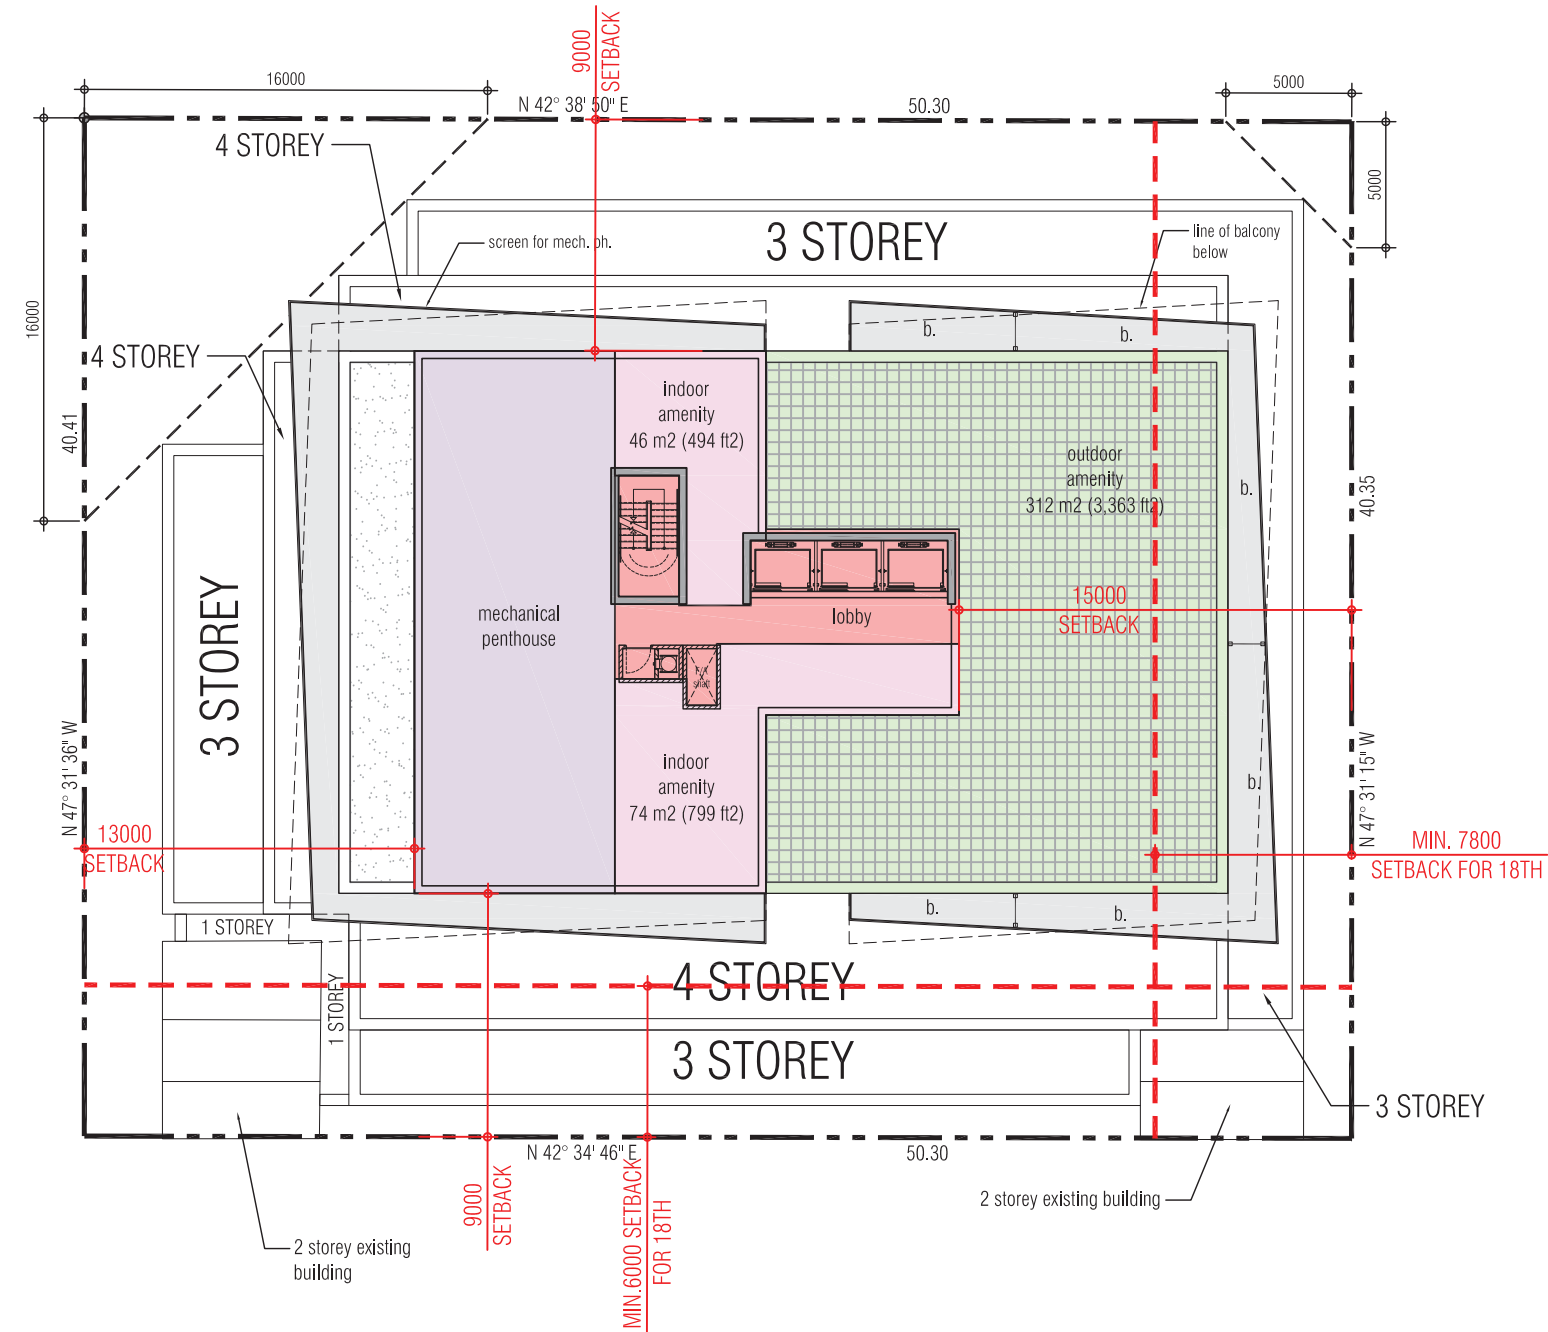 9000
SETBACK
16000
N 42° 38' 50" E
50.30
5000
4 STOREY
5000
3 STOREY
screen for mech. ph.
line of balcony
below
16000
4 STOREY
b.
b.
indoor
amenity
46 m2 (494 ft2)
40.41
outdoor
amenity
312 m2 (3,363 ft2)
b.
40.35
3 STOREY
mechanical
penthouse
lobby
15000
SETBACK
shaft
indoor
amenity
74 m2 (799 ft2)
N 47° 31' 36" W
N 47° 31' 15" W
b.
13000
SETBACK
MIN. 7800
SETBACK FOR 18TH
1 STOREY
b.
b.
4 STOREY
1 STOREY
3 STOREY
3 STOREY
N 42° 34' 46" E
50.30
9000
SETBACK
MIN.6000 SETBACK
FOR 18TH
2 storey existing building
2 storey existing
building